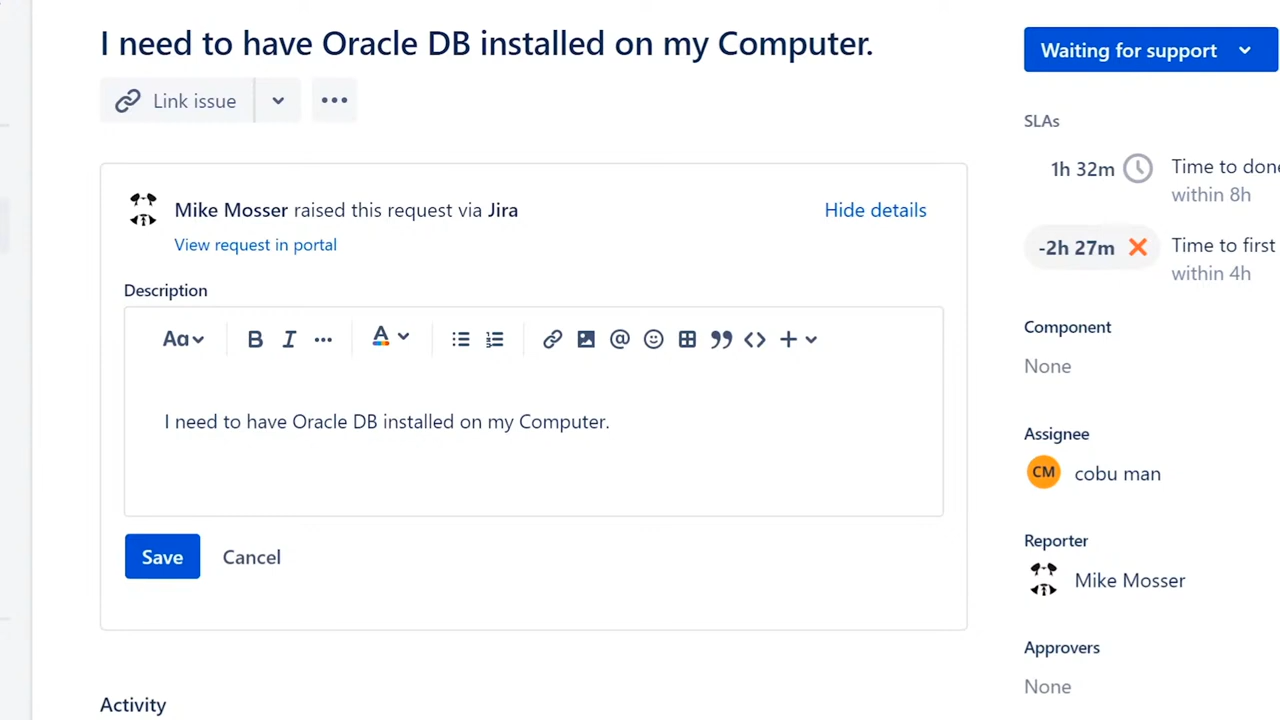 I need to have Oracle DB installed on my Computer.
Waiting for support
Link issue
SLAs
1h 32m Time to done
within 8h
Mike Mosser raised this request via Jira
Hide details
View request in portal
-2h 27m Time to first
within 4h
Description
Aa B I A @ <> +
I need to have Oracle DB installed on my Computer.
Save Cancel
Component
None
Assignee
CM cobu man
Reporter
Mike Mosser
Approvers
None
Activity